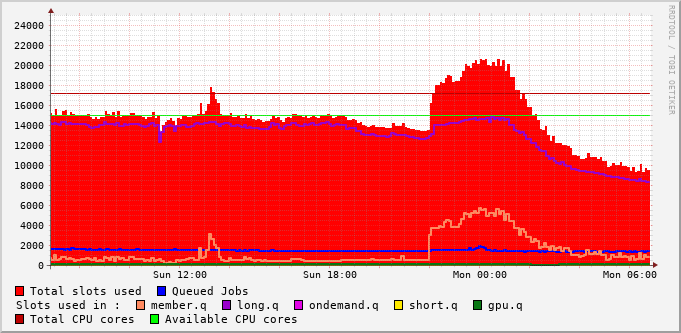 RRDTOOL / TOBI OETIKER
24000
22000
20000
18000
16000
14000
12000
10000
8000
6000
4000
2000
0
Sun 12:00 Sun 18:00 Mon 00:00 Mon 06:00
Total slots used Queued Jobs
Slots used in : member.q long.q ondemand.q short.q gpu.q
Total CPU cores Available CPU cores